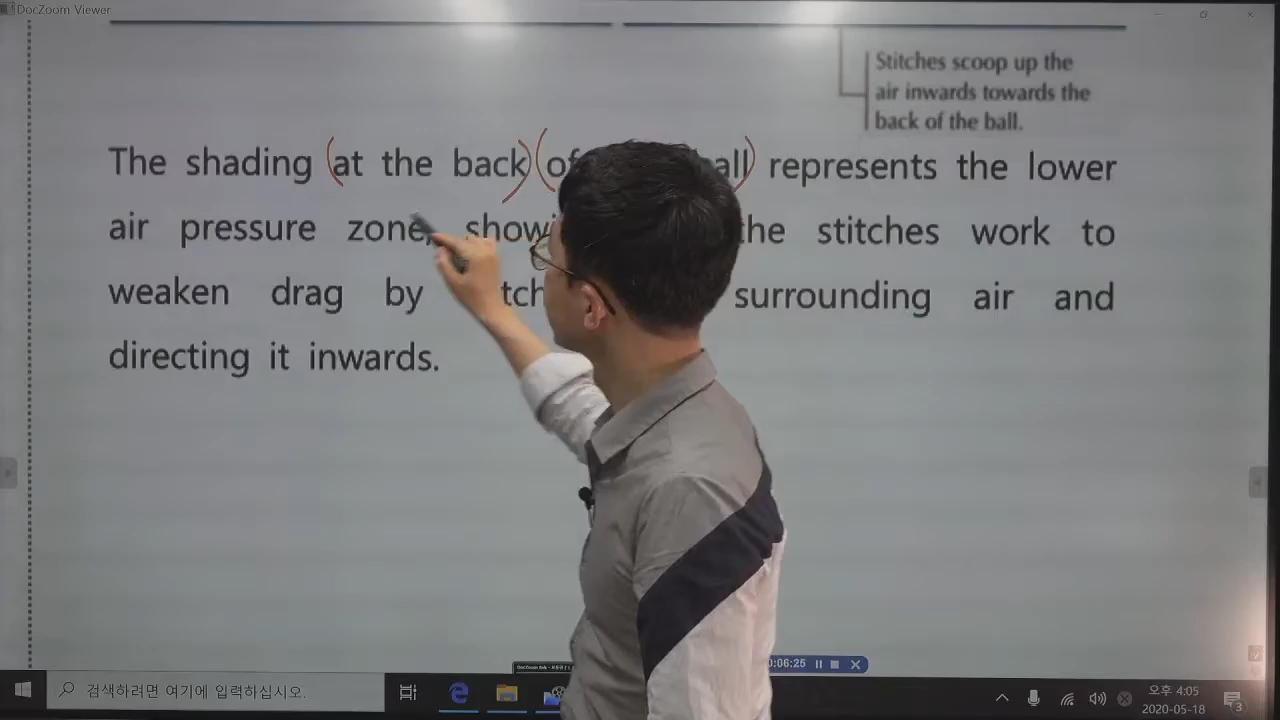 DocZoom Viewer
Stitches scoop up the
air inwards towards the
back of the ball.
The shading (at the back) (of all) represents the lower
air pressure zone, the stitches work to
weaken drag by surrounding air and
directing it inwards.
:06:25
검색하려면 여기에 입력하십시오.
오후 4:05
2020-05-18
3